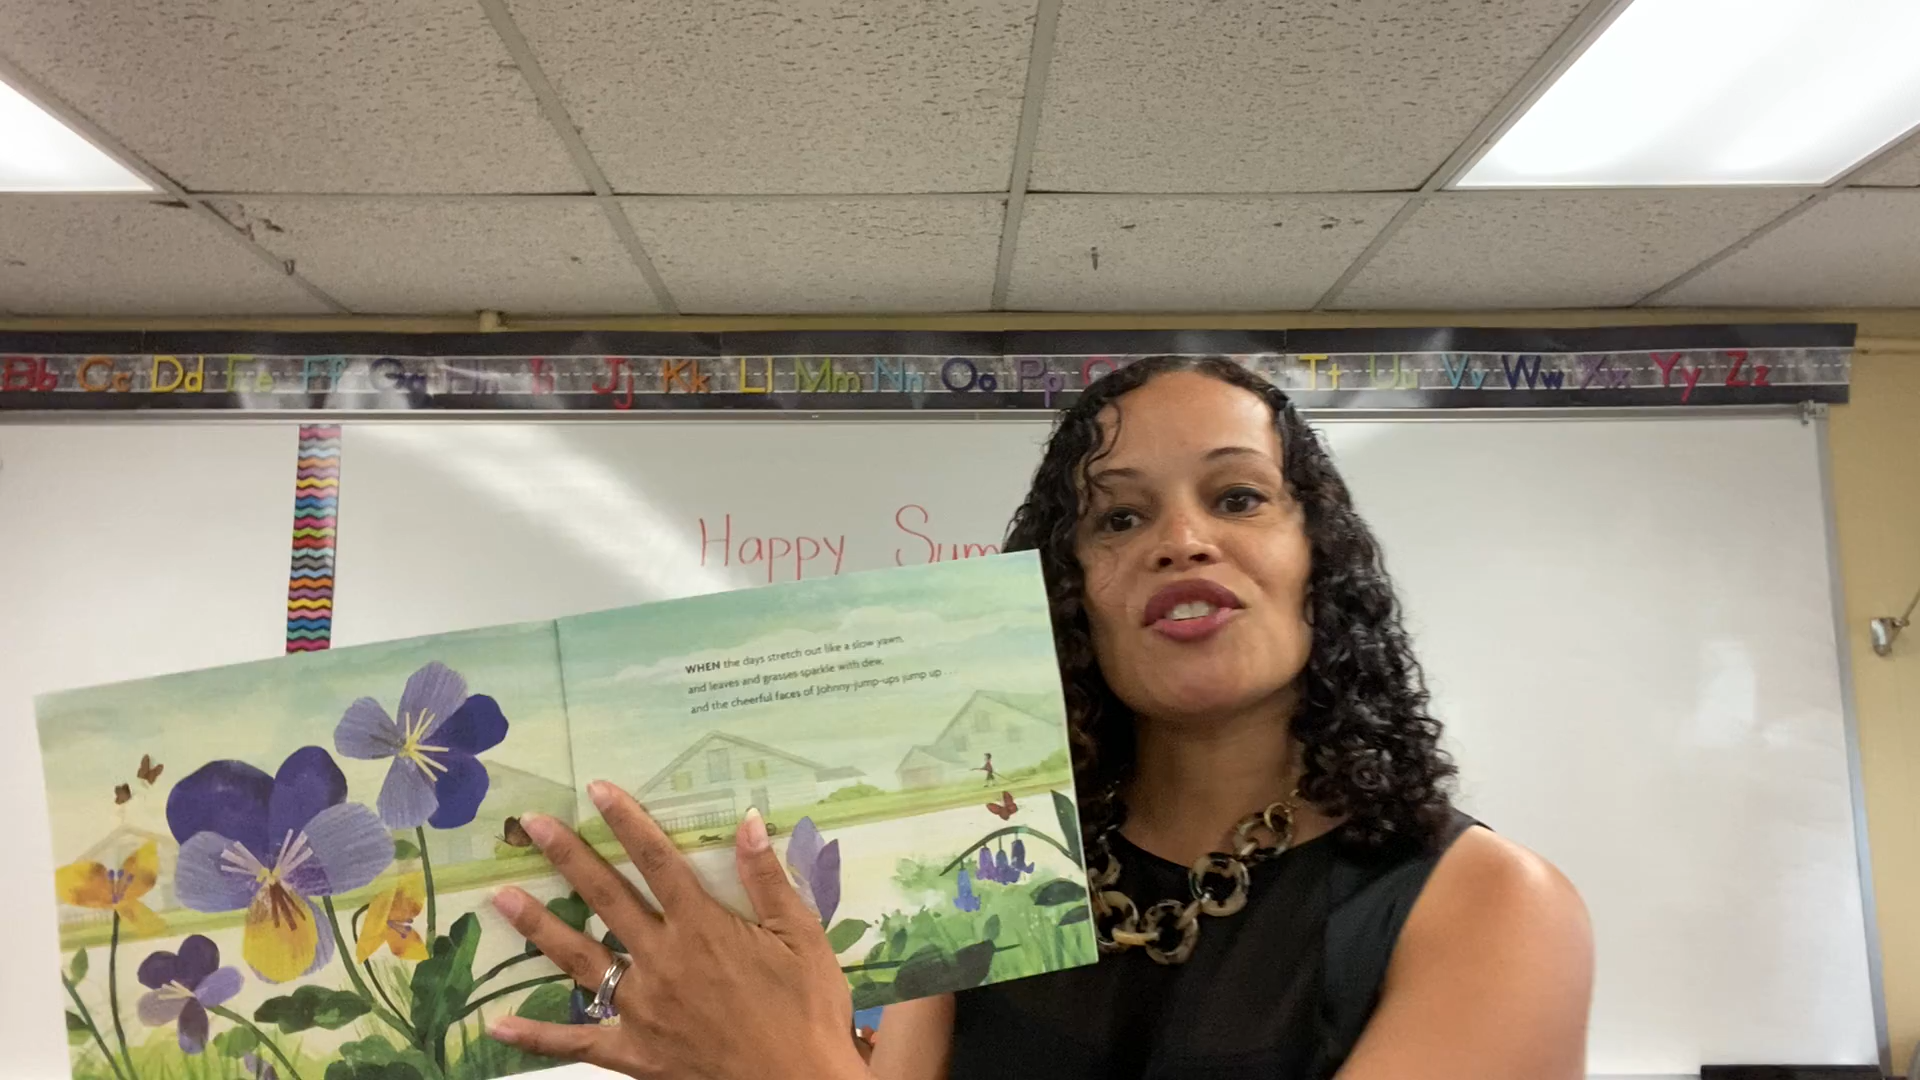 Bb Cc Dd Ee Ff Gg Hh Ii Jj Kk Ll Mm Nn Oo Pp Tt Uu Vv Ww Xx Yy Zz
Happy Sum
WHEN the days stretch out like a slow yawn,
and leaves and grasses sparkle with dew,
and the cheerful faces of Johnny-jump-ups jump up . . .